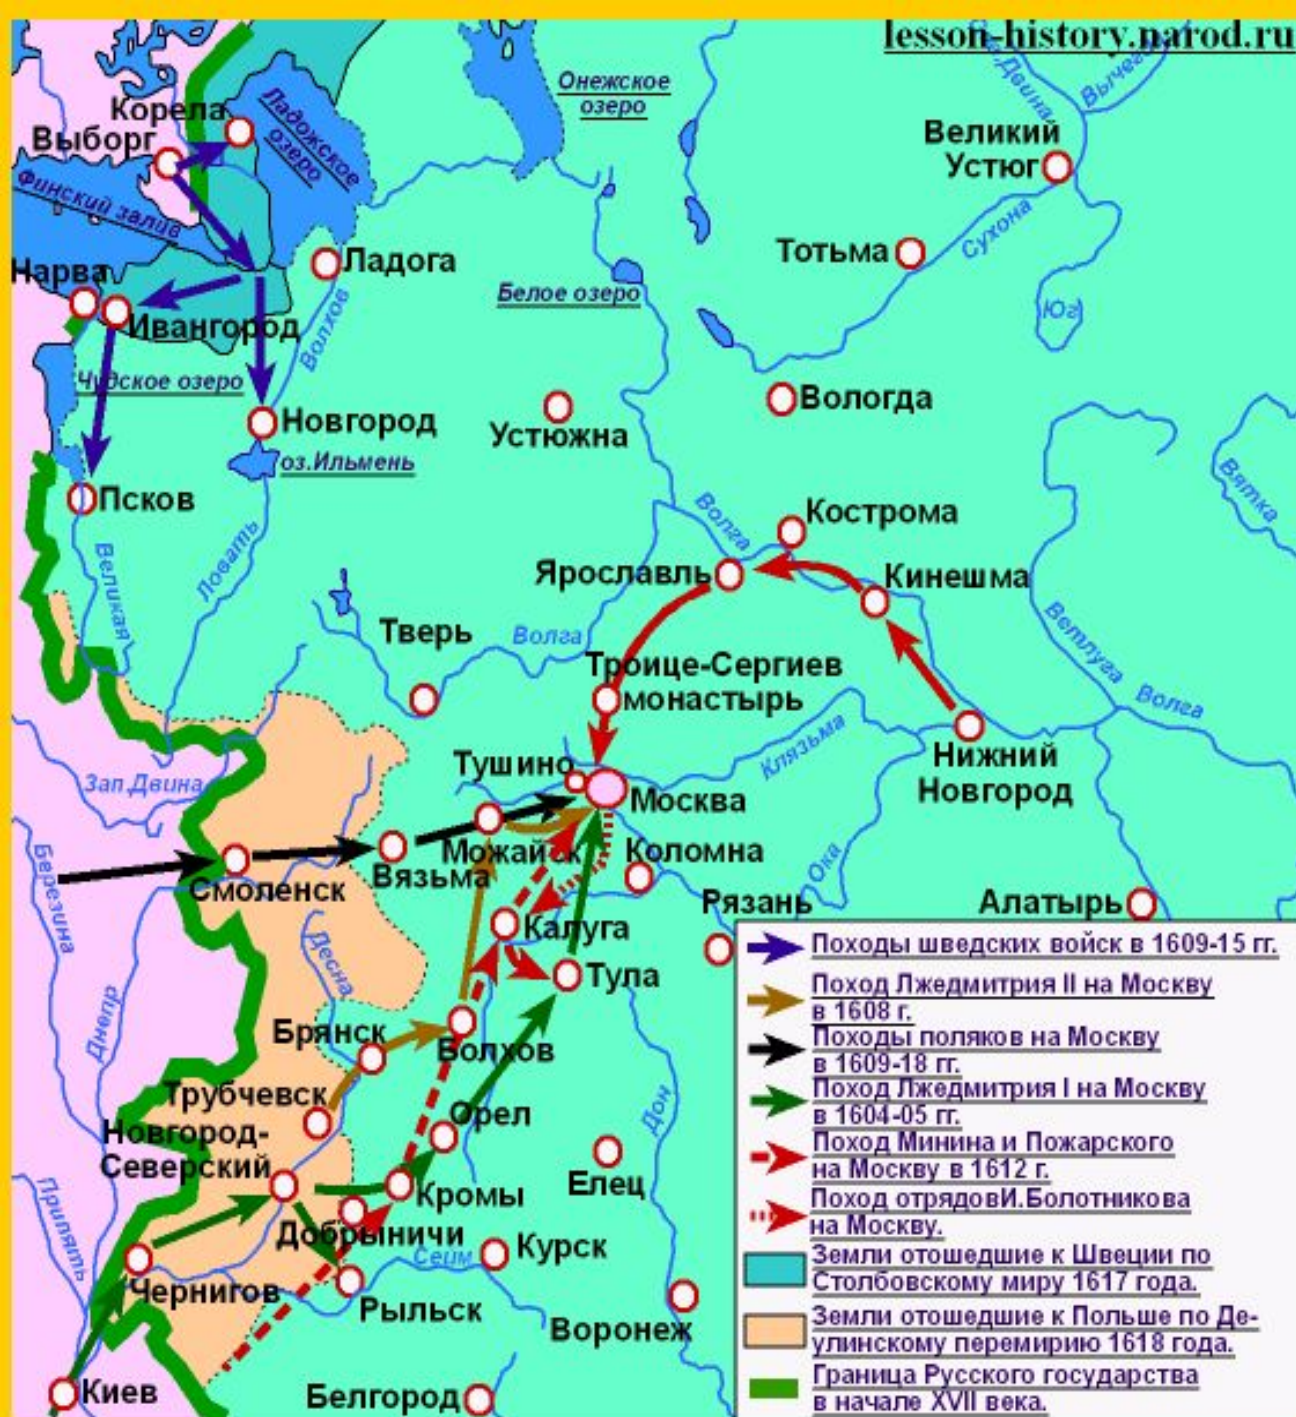 lesson-history.narod.ru
Онежское
озеро
Сев.Двина
Вычегда
Корела
Ладожское
озеро
Выборг
Великий
Устюг
Финский залив
Сухона
Тотьма
Ладога
Нарва
Белое озеро
Ивангород
Волхов
Юг
Чудское озеро
Вологда
Новгород
Устюжна
оз.Ильмень
Вятка
Псков
Волга
Кострома
Великая
Ловать
Ярославль
Кинешма
Тверь
Волга
Ветлуга
Троице-Сергиев
монастырь
Волга
Клязьма
Нижний
Новгород
Тушино
Зап.Двина
Москва
Можайск
Коломна
Березина
Вязьма
Смоленск
Ока
Рязань
Алатырь
Калуга
Десна
Тула
Днепр
Брянск
Болхов
Трубчевск
Дон
Орел
Новгород-
Северский
Елец
Кромы
Припять
Добрыничи
Сейм
Курск
Чернигов
Рыльск
Воронеж
Киев
Белгород
Походы шведских войск в 1609-15 гг.
Поход Лжедмитрия II на Москву
в 1608 г.
Походы поляков на Москву
в 1609-18 гг.
Поход Лжедмитрия I на Москву
в 1604-05 гг.
Поход Минина и Пожарского
на Москву в 1612 г.
Поход отрядовИ.Болотникова
на Москву.
Земли отошедшие к Швеции по
Столбовскому миру 1617 года.
Земли отошедшие к Польше по Де-
улинскому перемирию 1618 года.
Граница Русского государства
в начале XVII века.